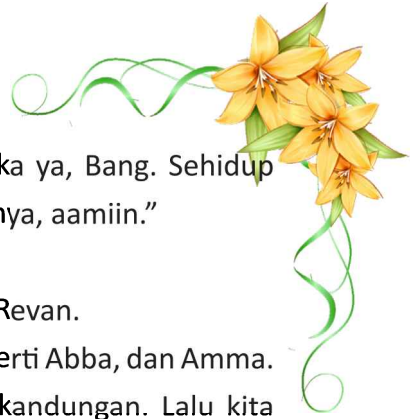 ka ya, Bang. Sehidup
nya, aamiin.”
Revan.
erti Abba, dan Amma.
kandungan. Lalu kita